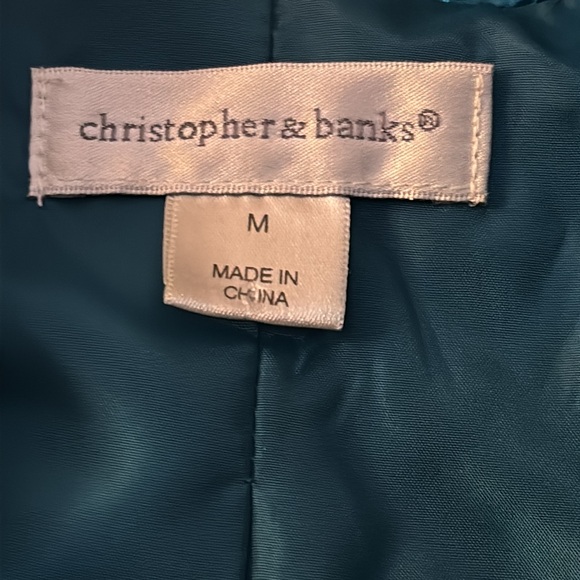 christopher & banks®
M
MADE IN
CHINA